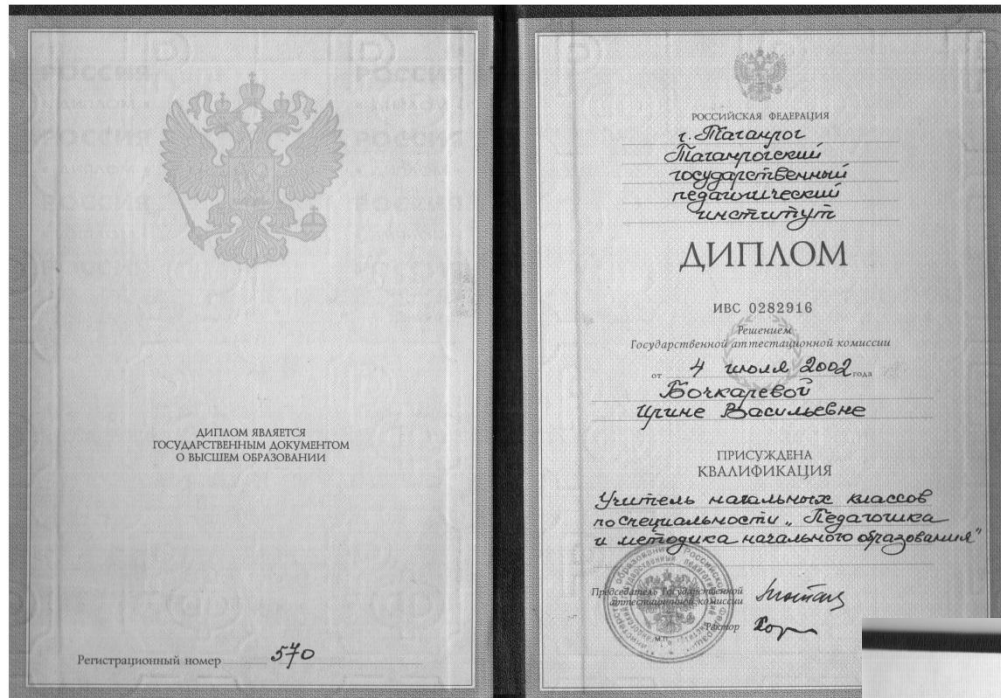 ДИПЛОМ ЯВЛЯЕТСЯ
ГОСУДАРСТВЕННЫМ ДОКУМЕНТОМ
О ВЫСШЕМ ОБРАЗОВАНИИ
Регистрационный номер 570
РОССИЙСКАЯ ФЕДЕРАЦИЯ
г. Таганрог
Таганрогский
государственный
педагогический
институт
ДИПЛОМ
ИВС 0282916
Решением
Государственной аттестационной комиссии
от 4 июля 2002 года
Бочкаревой
Ирине Васильевне
ПРИСУЖДЕНА
КВАЛИФИКАЦИЯ
Учитель начальных классов
по специальности „Педагогика
и методика начального образования"
Председатель Государственной
аттестационной комиссии
Ректор
М.П.